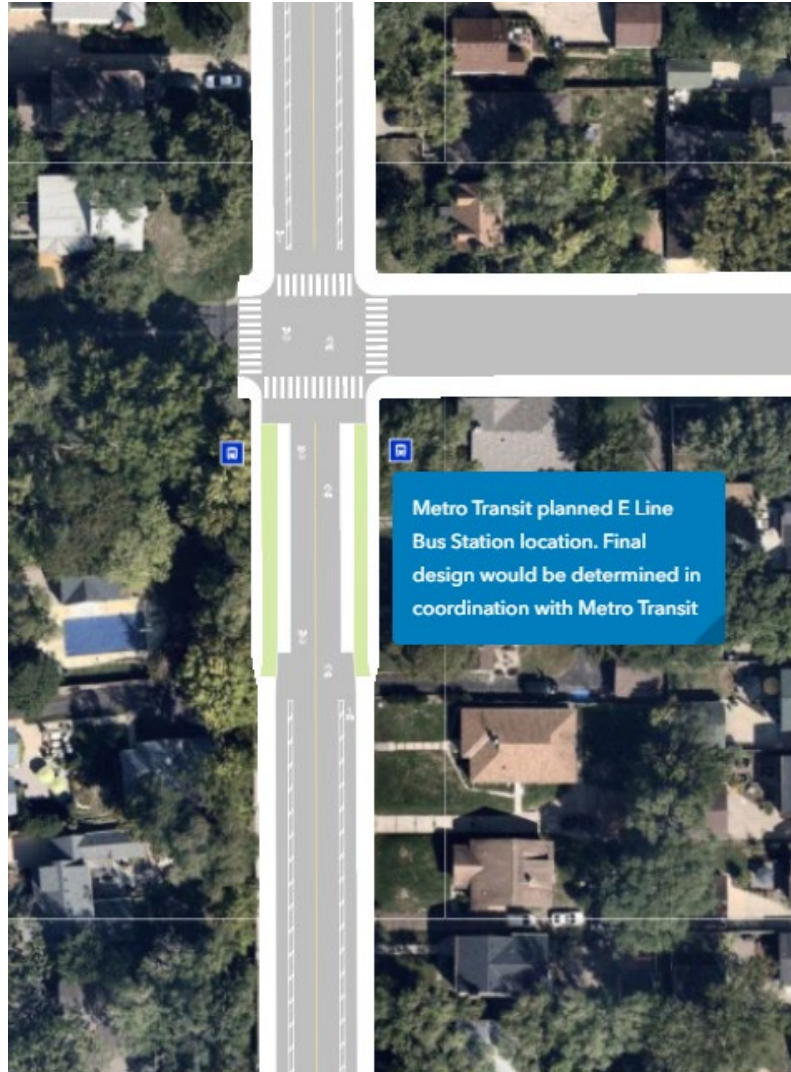 Metro Transit planned E Line
Bus Station location. Final
design would be determined in
coordination with Metro Transit